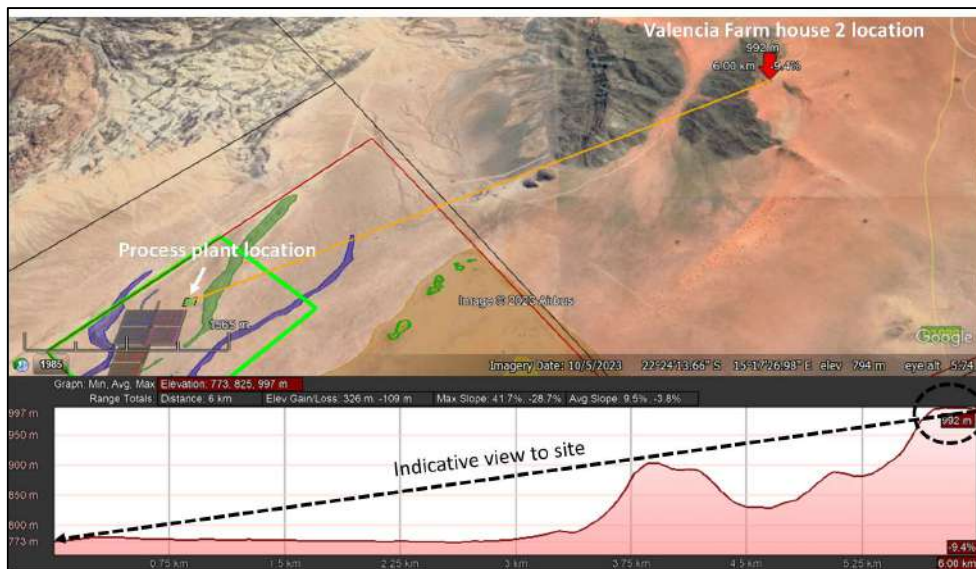 Valencia Farm house 2 location
992 m
6.00 km -9.4%
Process plant location
Image © 2023 Airbus
1565 m
Google
1985
Imagery Date: 10/5/2023 22°24'13.66" S 15°17'26.98" E elev 794 m eye alt 5.74
Graph: Min, Avg, Max Elevation: 773, 825, 997 m
Range Totals: Distance: 6 km Elev Gain/Loss: 326 m, -109 m Max Slope: 41.7%, -28.7% Avg Slope: 9.5%, -3.8%
997 m
992 m
950 m
Indicative view to site
900 m
850 m
800 m
773 m
-9.4%
0.75 km 1.5 km 2.25 km 3 km 3.75 km 4.5 km 5.25 km 6.00 km